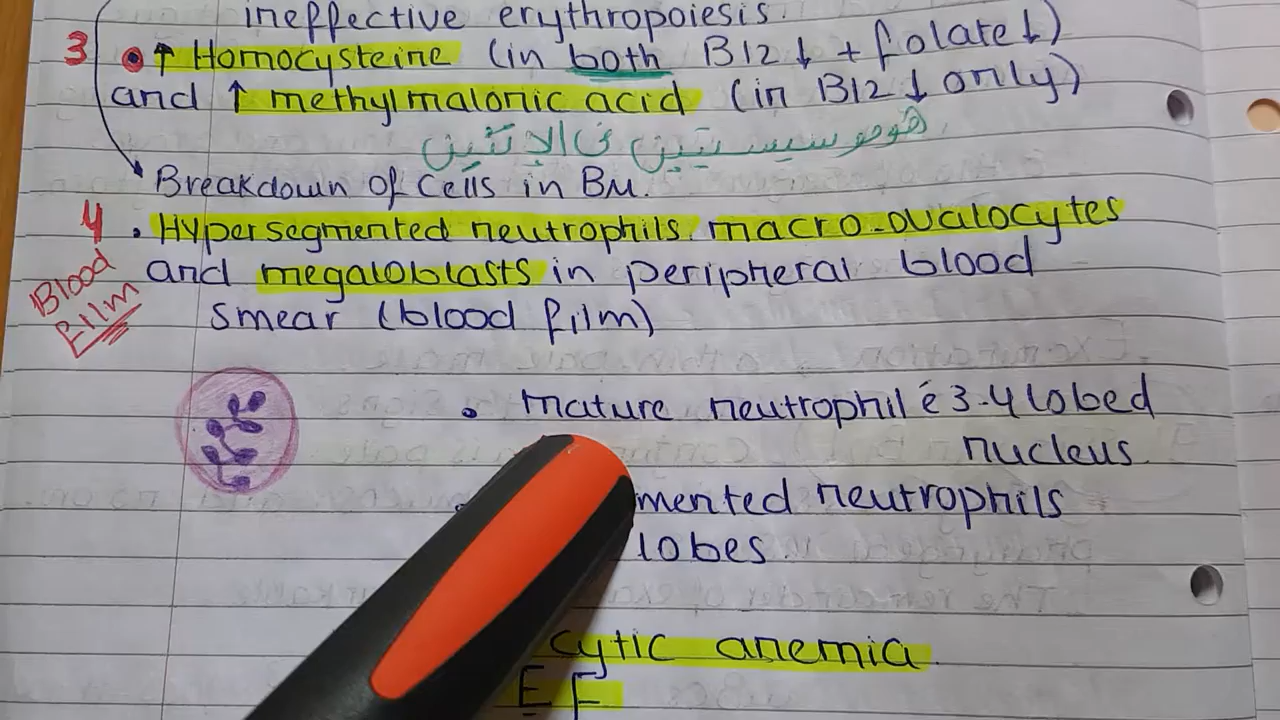 ineffective erythropoiesis.
3 • ↑ Homocysteine (in both B12 ↓ + folate ↓)
and ↑ methylmalonic acid (in B12 ↓ only)
هوموسيستيين في الإتنين
Breakdown of cells in BM.
4 • Hypersegmented neutrophils, macro-ovalocytes
and megaloblasts in peripheral blood
smear (blood film)
Blood
Film
• Mature neutrophil é 3-4 lobed
nucleus.
mented neutrophils
lobes.
cytic anemia.
E F